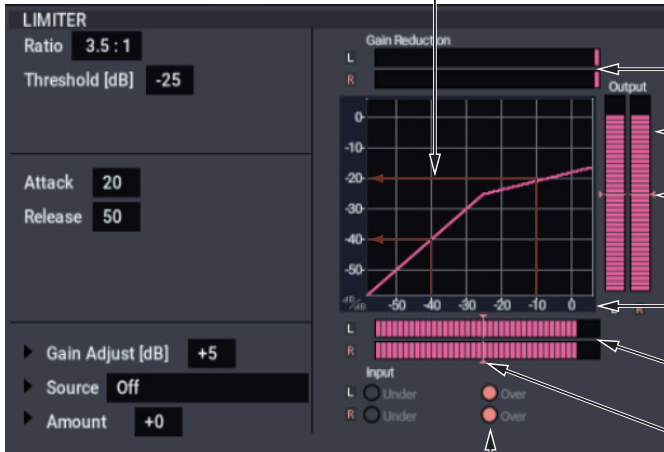 LIMITER
Ratio 3.5 : 1
Threshold [dB] -25
Attack 20
Release 50
Gain Adjust [dB] +5
Source Off
Amount +0
Gain Reduction
L
R
Output
0
-10
-20
-30
-40
-50
dB
dB
-50 -40 -30 -20 -10 0
L R
L
R
Input
L Under Over
R Under Over